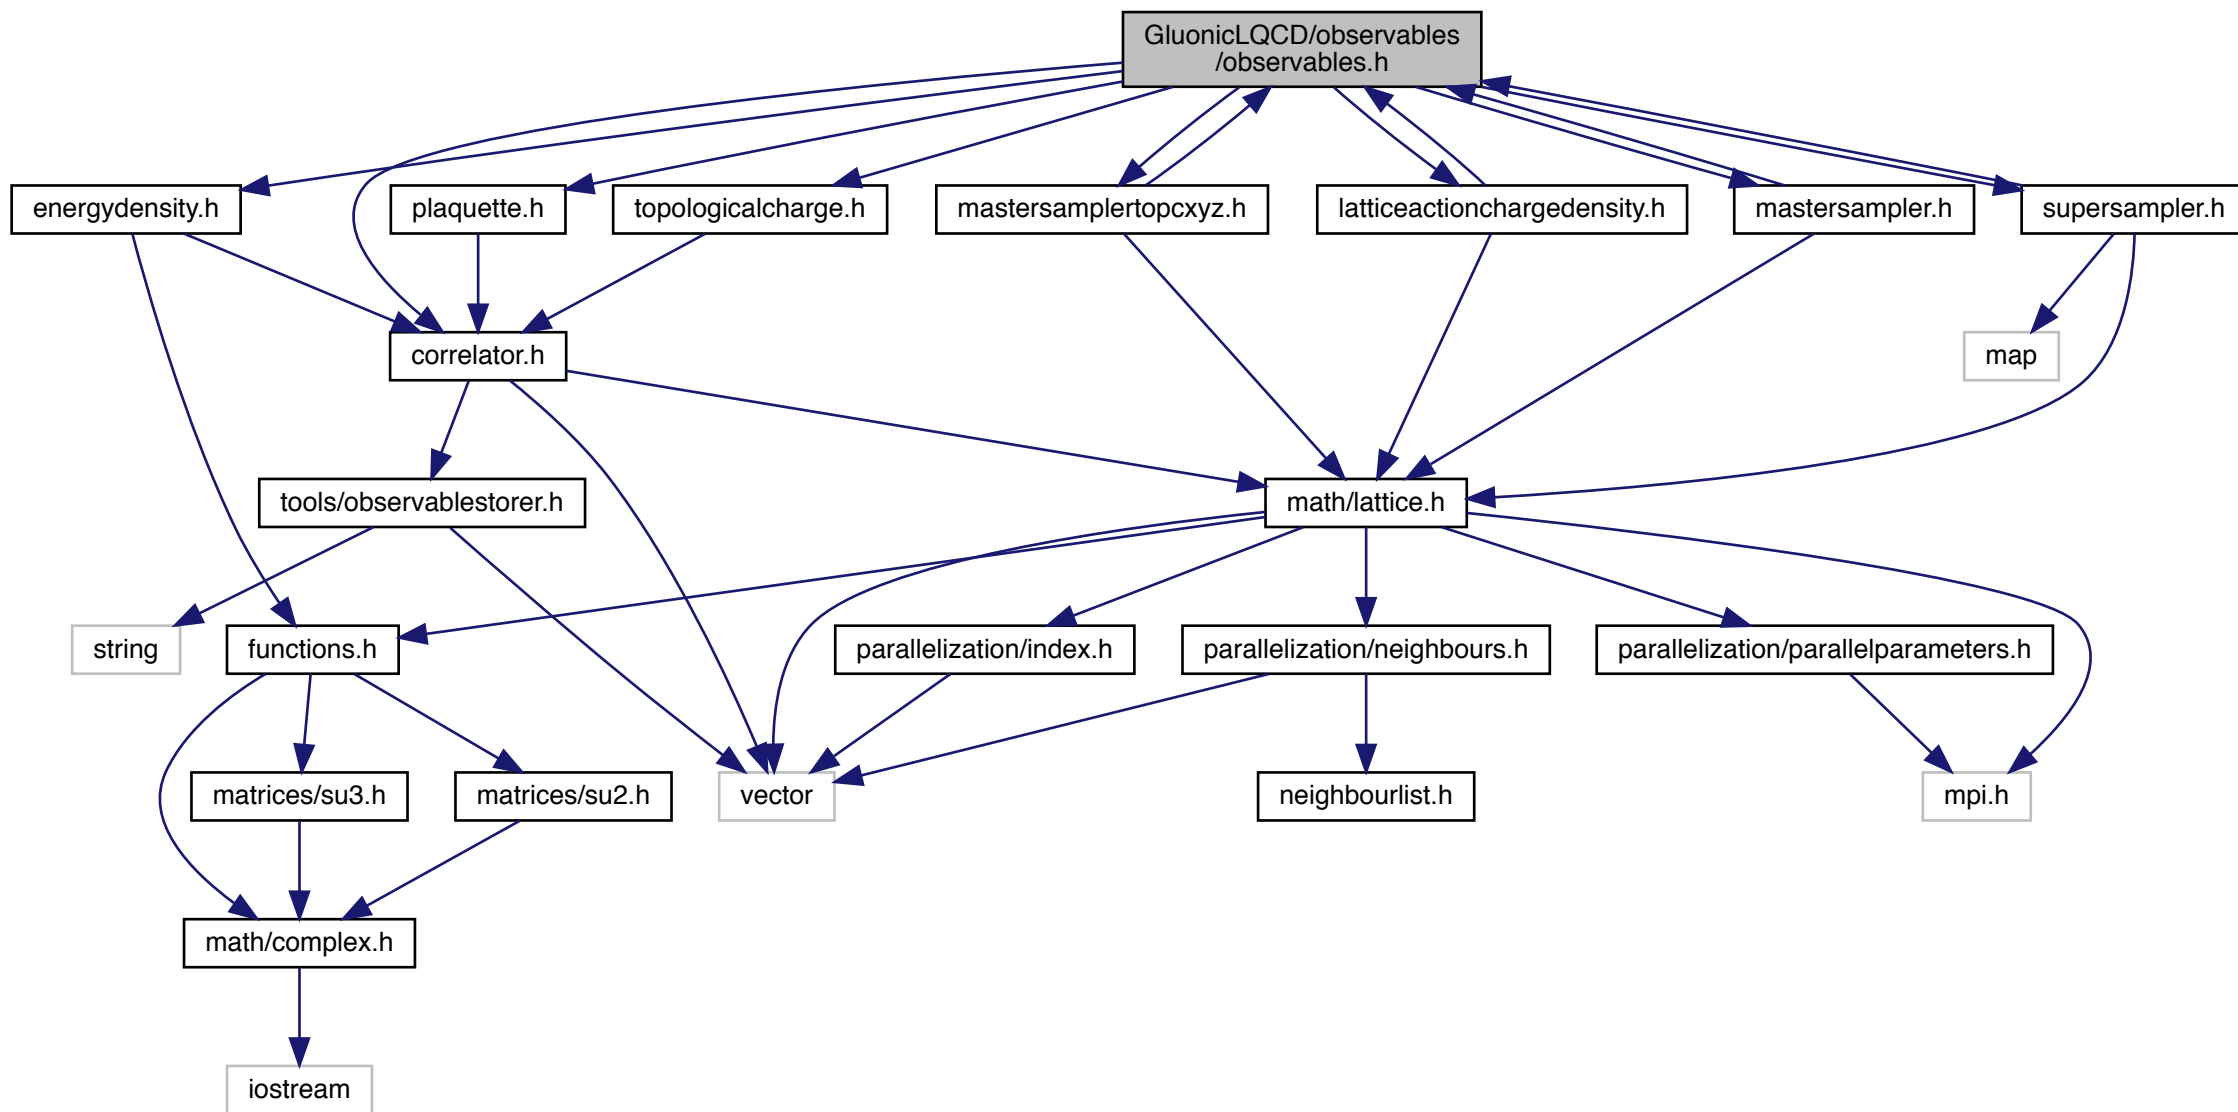 GluonicLQCD/observables
/observables.h
energydensity.h
plaquette.h
topologicalcharge.h
mastersamplertopcxyz.h
latticeactionchargedensity.h
mastersampler.h
supersampler.h
correlator.h
map
tools/observablestorer.h
math/lattice.h
string
functions.h
parallelization/index.h
parallelization/neighbours.h
parallelization/parallelparameters.h
matrices/su3.h
matrices/su2.h
vector
neighbourlist.h
mpi.h
math/complex.h
iostream